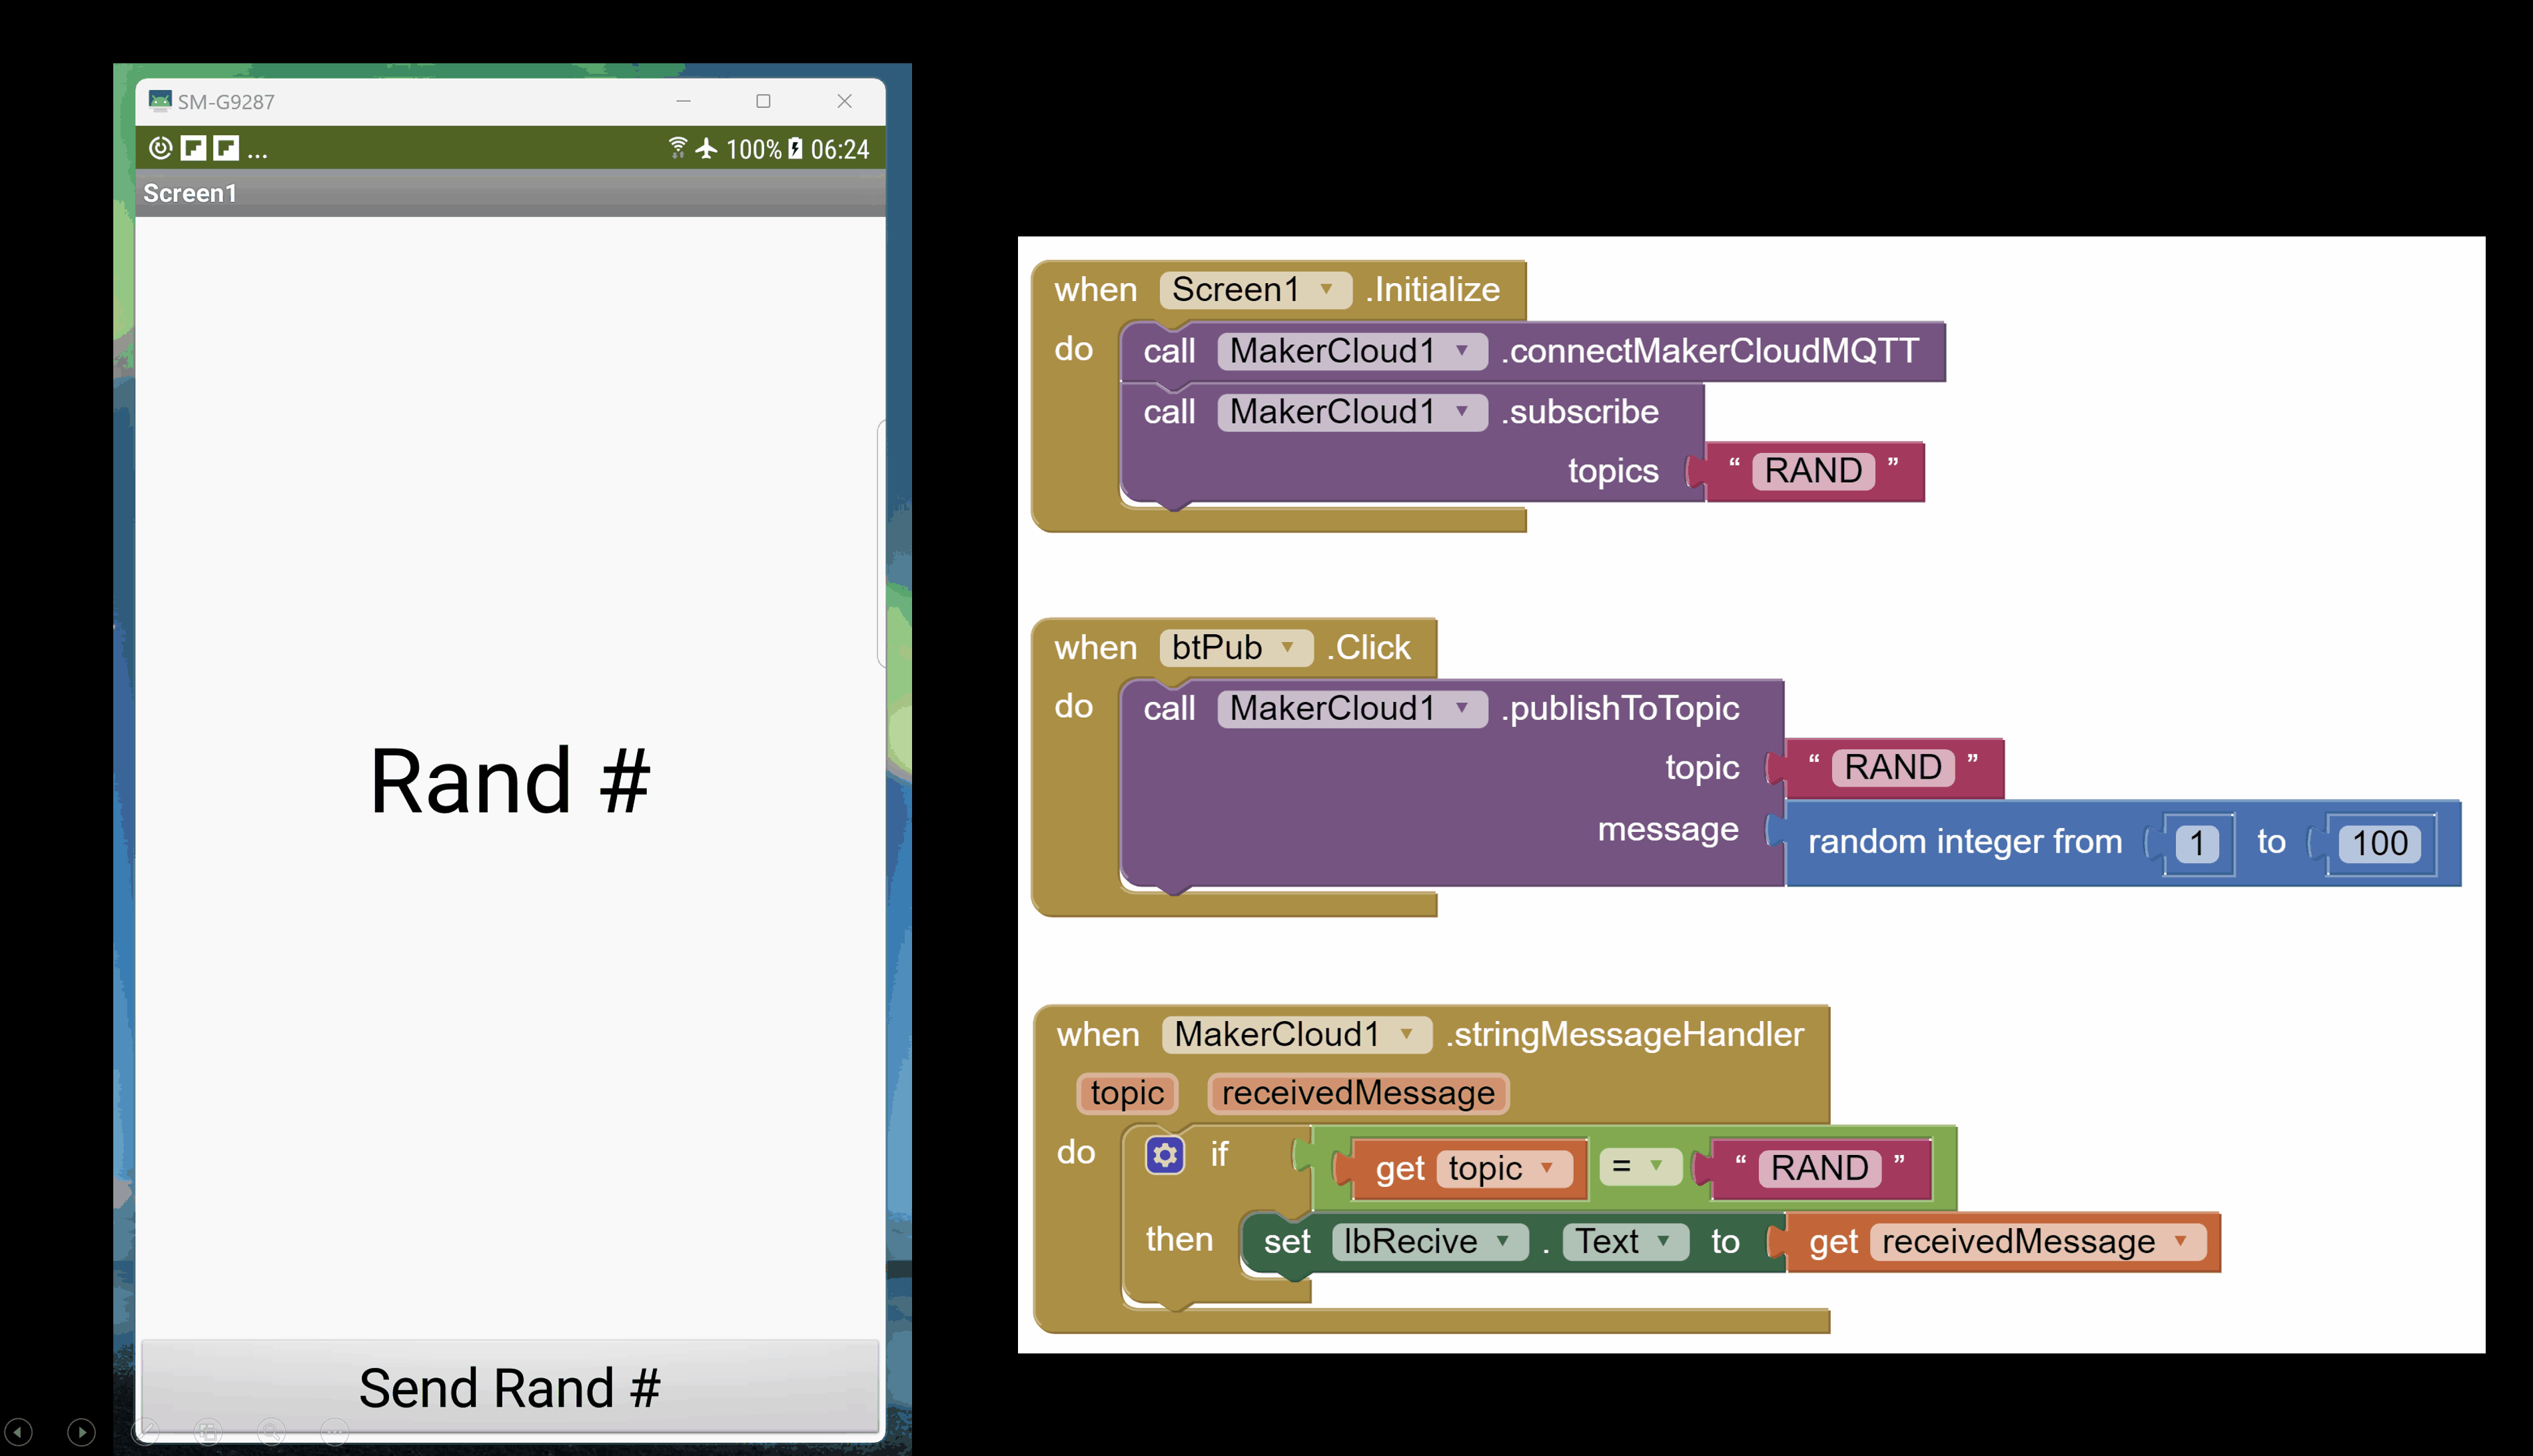 SM-G9287
... 100% 06:24
Screen1
Rand #
Send Rand #
when Screen1 .Initialize
do call MakerCloud1 .connectMakerCloudMQTT
call MakerCloud1 .subscribe
topics “ RAND ”
when btPub .Click
do call MakerCloud1 .publishToTopic
topic “ RAND ”
message random integer from 1 to 100
when MakerCloud1 .stringMessageHandler
topic receivedMessage
do if get topic = “ RAND ”
then set lbRecive . Text to get receivedMessage